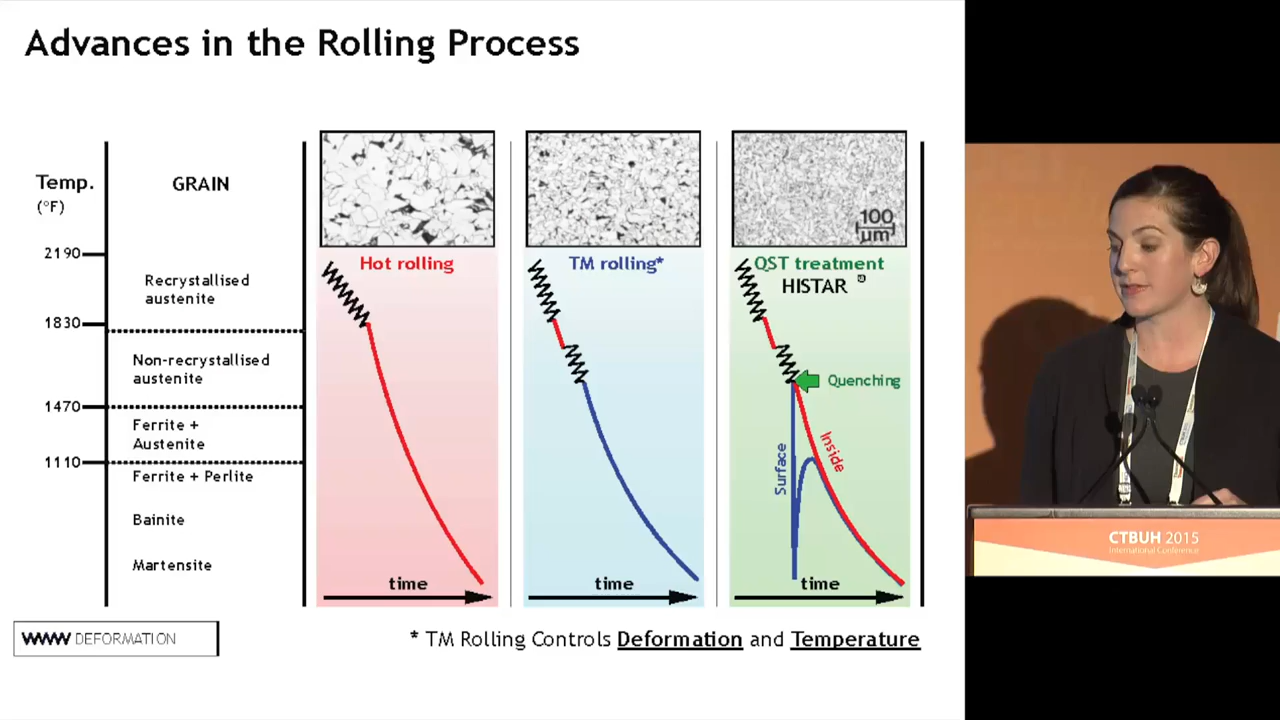 Advances in the Rolling Process
Temp.
(°F)
GRAIN
2190
1830
1470
1110
Recrystallised
austenite
Non-recrystallised
austenite
Ferrite +
Austenite
Ferrite + Perlite
Bainite
Martensite
Hot rolling
time
TM rolling*
time
100
µm
QST treatment
HISTAR ®
Quenching
Surface
Inside
time
DEFORMATION
* TM Rolling Controls Deformation and Temperature
CTBUH 2015
International Conference